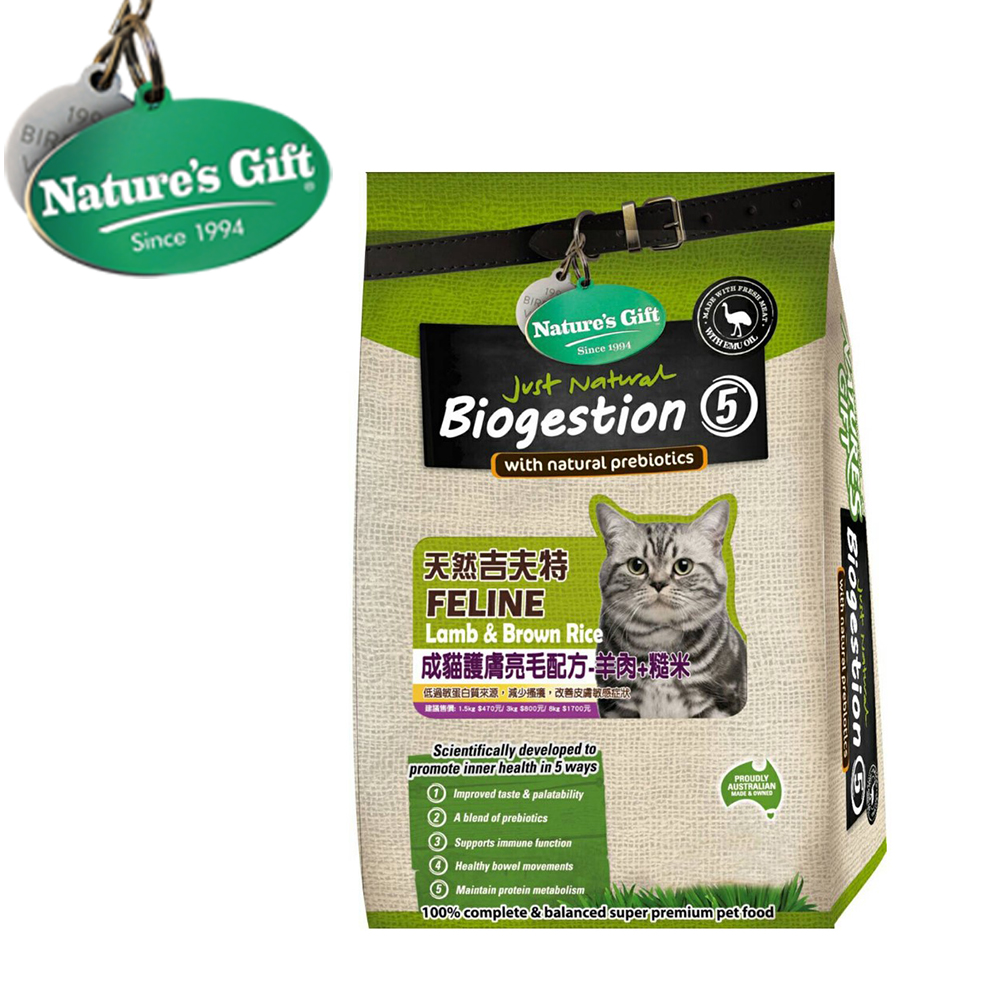 199
BIR
Nature's Gift
Since 1994
MADE WITH FRESH MEAT
WITH EMU OIL
199
BIR
Nature's Gift
Since 1994
Just Natural
Biogestion 5
with natural prebiotics
天然吉夫特
FELINE
Lamb & Brown Rice
成貓護膚亮毛配方-羊肉+糙米
低過敏蛋白質來源，減少搔癢，改善皮膚敏感症狀
建議售價: 1.5kg $470元/ 3kg $800元/ 8kg $1700元
Scientifically developed to
promote inner health in 5 ways
1 Improved taste & palatability
2 A blend of prebiotics
3 Supports immune function
4 Healthy bowel movements
5 Maintain protein metabolism
PROUDLY
AUSTRALIAN
MADE & OWNED
100% complete & balanced super premium pet food
Biogestion 5
with natural prebiotics